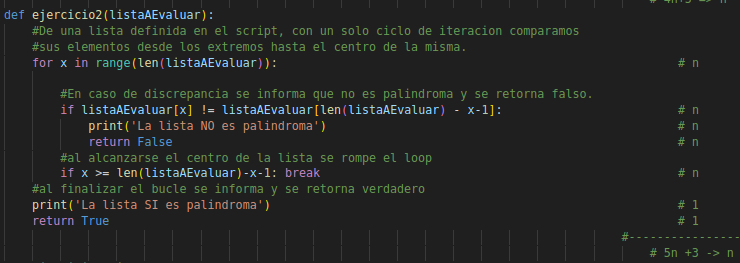 # 4n+3 -> n
def ejercicio2(listaAEvaluar):
#De una lista definida en el script, con un solo ciclo de iteracion comparamos
#sus elementos desde los extremos hasta el centro de la misma.
for x in range(len(listaAEvaluar)): # n
#En caso de discrepancia se informa que no es palindroma y se retorna falso.
if listaAEvaluar[x] != listaAEvaluar[len(listaAEvaluar) - x-1]: # n
print('La lista NO es palindroma') # n
return False # n
#al alcanzarse el centro de la lista se rompe el loop
if x >= len(listaAEvaluar)-x-1: break # n
#al finalizar el bucle se informa y se retorna verdadero
print('La lista SI es palindroma') # 1
return True # 1
#----------------
# 5n +3 -> n